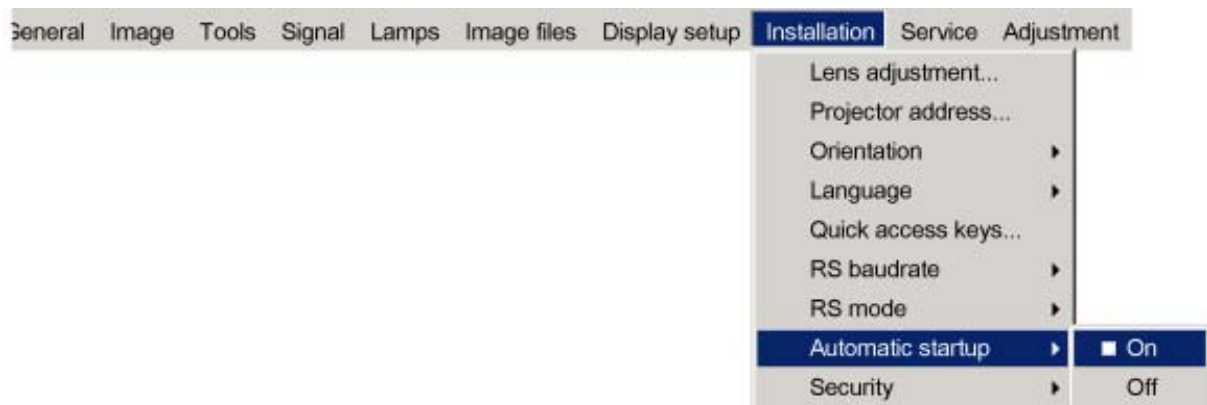 General Image Tools Signal Lamps Image files Display setup Installation Service Adjustment
Lens adjustment...
Projector address...
Orientation
Language
Quick access keys...
RS baudrate
RS mode
Automatic startup On
Security Off